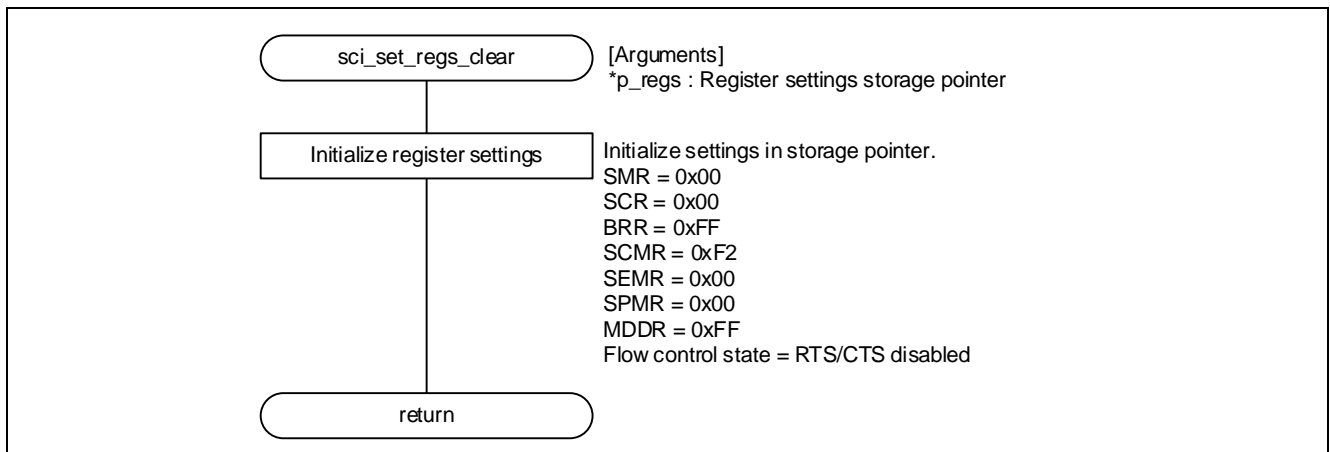 sci_set_regs_clear
[Arguments]
*p_regs : Register settings storage pointer
Initialize register settings
Initialize settings in storage pointer.
SMR = 0x00
SCR = 0x00
BRR = 0xFF
SCMR = 0xF2
SEMR = 0x00
SPMR = 0x00
MDDR = 0xFF
Flow control state = RTS/CTS disabled
return